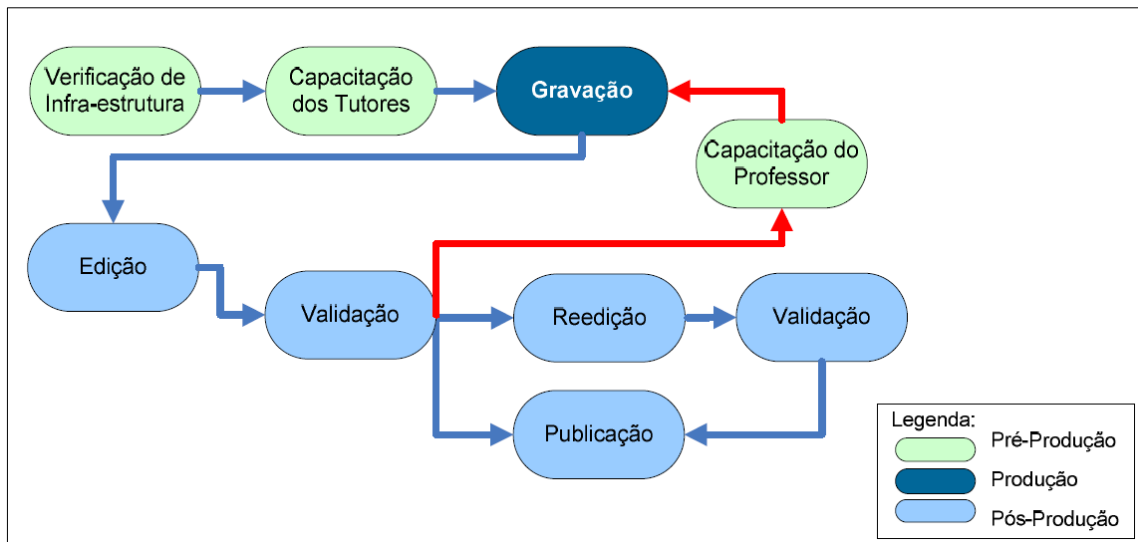 Verificação de
Infra-estrutura
Capacitação
dos Tutores
Gravação
Capacitação do
Professor
Edição
Validação
Reedição
Validação
Publicação
Legenda:
Pré-Produção
Produção
Pós-Produção